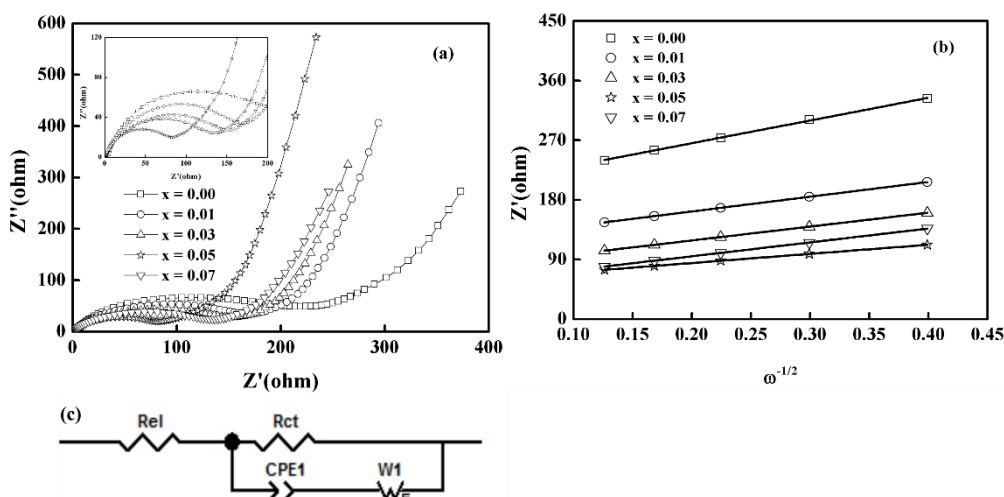 (a)
Z''(ohm)
600
500
400
300
200
100
0
0 100 200 300 400
Z'(ohm)
x = 0.00
x = 0.01
x = 0.03
x = 0.05
x = 0.07
Z''(ohm)
120
80
40
0
0 50 100 150 200
Z'(ohm)
(b)
Z'(ohm)
450
360
270
180
90
0
0.10 0.15 0.20 0.25 0.30 0.35 0.40 0.45
ω-1/2
x = 0.00
x = 0.01
x = 0.03
x = 0.05
x = 0.07
(c)
Rel
Rct
CPE1
W1